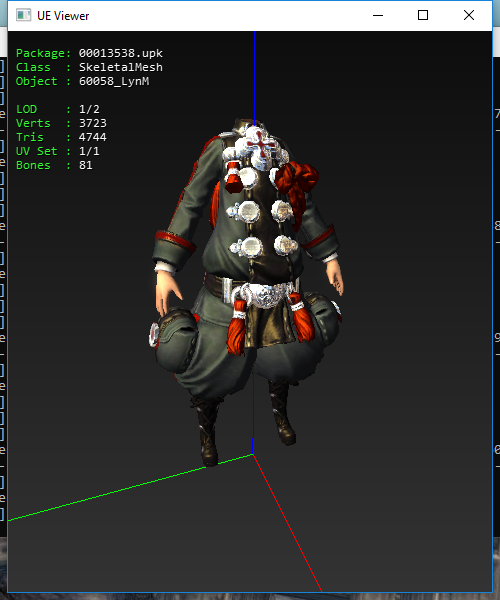 UE Viewer
Package: 00013538.upk
Class : SkeletalMesh
Object : 60058_LynM
LOD : 1/2
Verts : 3723
Tris : 4744
UV Set : 1/1
Bones : 81